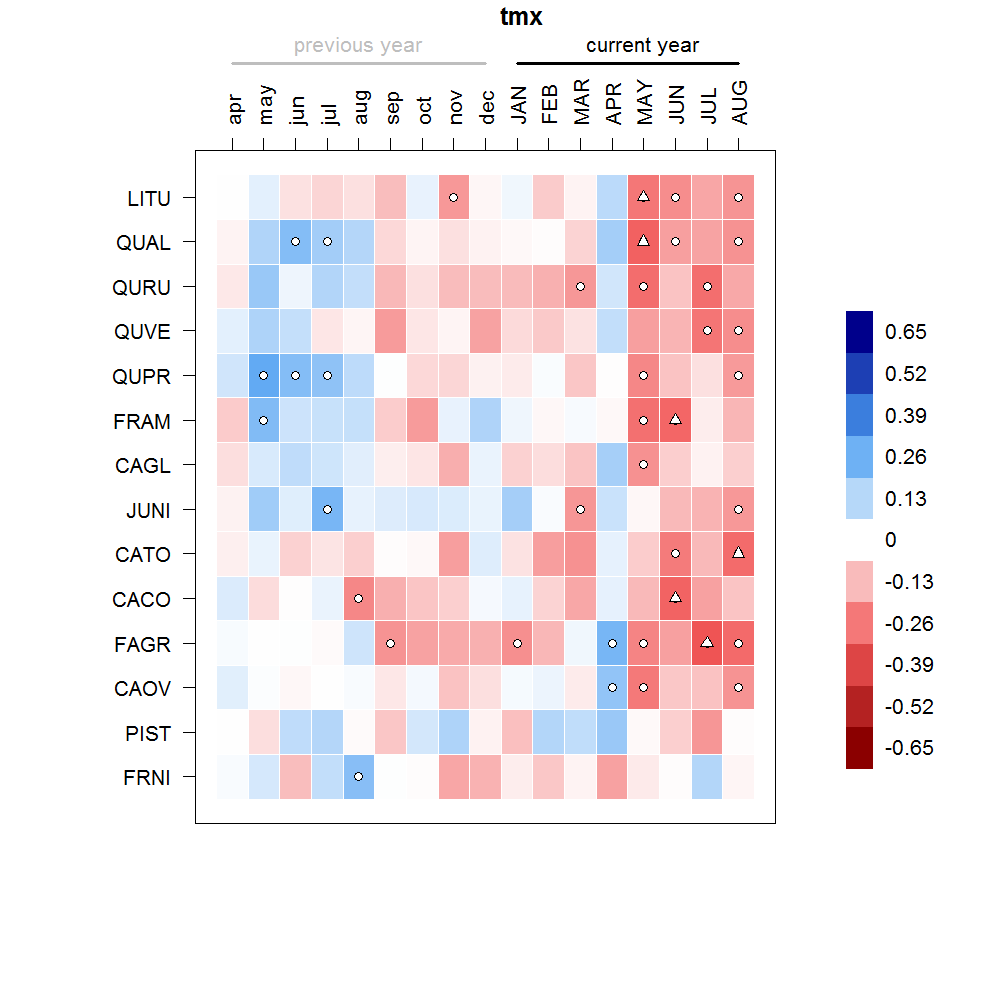 tmx
previous year current year
apr may jun jul aug sep oct nov dec JAN FEB MAR APR MAY JUN JUL AUG
LITU
QUAL
QURU
QUVE
QUPR
FRAM
CAGL
JUNI
CATO
CACO
FAGR
CAOV
PIST
FRNI
0.65
0.52
0.39
0.26
0.13
0
-0.13
-0.26
-0.39
-0.52
-0.65